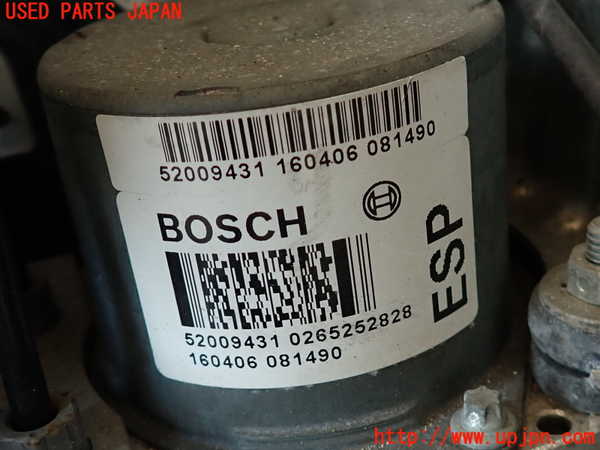 USED PARTS JAPAN
52009431 160406 081490
BOSCH
ESP
52009431 0265252828
160406 081490
http://www.upjpn.com